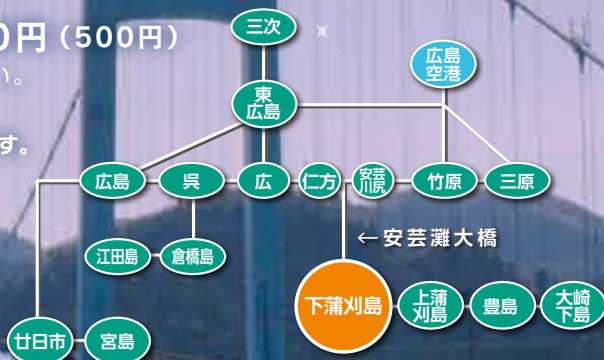 0円（500円）
い。
す。
三次
広島
空港
東
広島
広島
呉
広
仁方
安芸
川尻
竹原
三原
江田島
倉橋島
←安芸灘大橋
下蒲刈島
上蒲
刈島
豊島
大崎
下島
廿日市
宮島